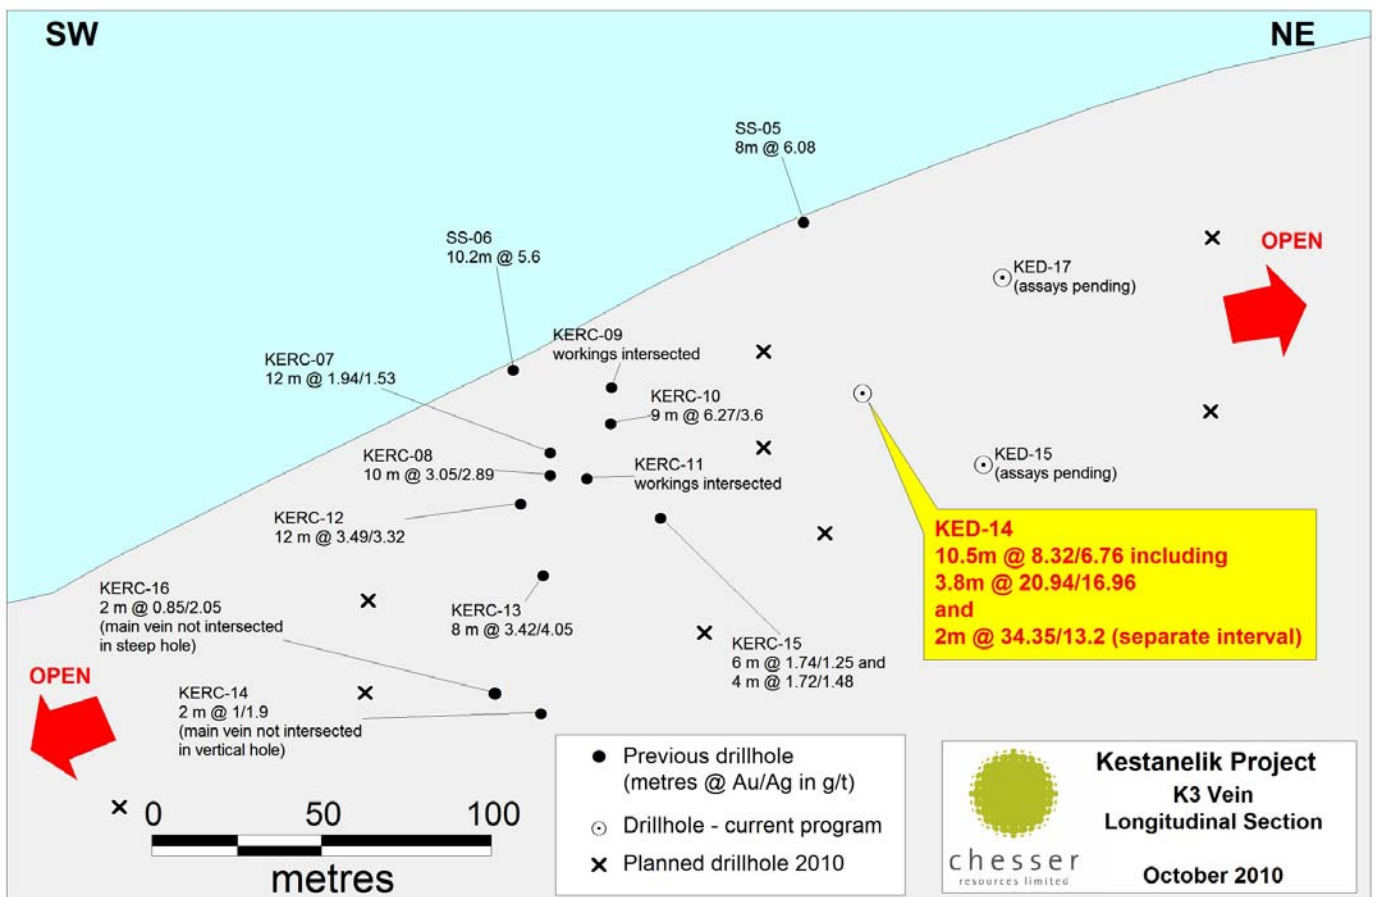 SW
NE
SS-05
8m @ 6.08
SS-06
10.2m @ 5.6
OPEN
KED-17
(assays pending)
KERC-09
workings intersected
KERC-07
12 m @ 1.94/1.53
KERC-10
9 m @ 6.27/3.6
KERC-08
10 m @ 3.05/2.89
KERC-11
workings intersected
KED-15
(assays pending)
KERC-12
12 m @ 3.49/3.32
KED-14
10.5m @ 8.32/6.76 including
3.8m @ 20.94/16.96
and
2m @ 34.35/13.2 (separate interval)
KERC-16
2 m @ 0.85/2.05
(main vein not intersected
in steep hole)
KERC-13
8 m @ 3.42/4.05
KERC-15
6 m @ 1.74/1.25 and
4 m @ 1.72/1.48
OPEN
KERC-14
2 m @ 1/1.9
(main vein not intersected
in vertical hole)
0 50 100
metres
Previous drillhole
(metres @ Au/Ag in g/t)
Drillhole - current program
Planned drillhole 2010
chesser
resources limited
Kestanelik Project
K3 Vein
Longitudinal Section
October 2010